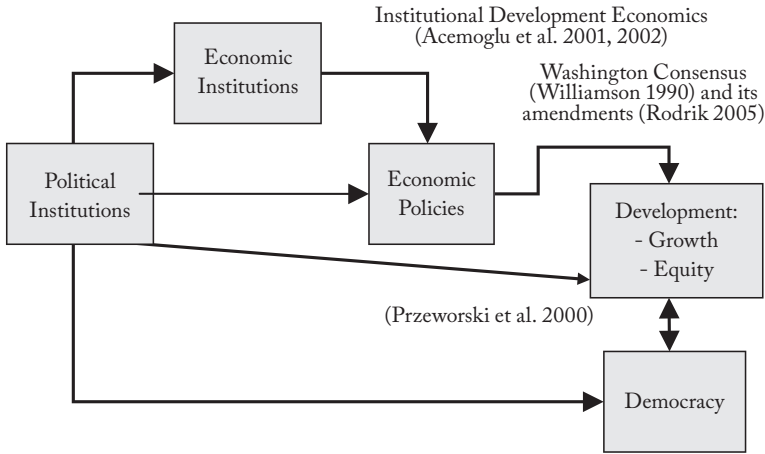 Institutional Development Economics
(Acemoglu et al. 2001, 2002)
Economic
Institutions
Washington Consensus
(Williamson 1990) and its
amendments (Rodrik 2005)
Political
Institutions
Economic
Policies
Development:
- Growth
- Equity
(Przeworski et al. 2000)
Democracy